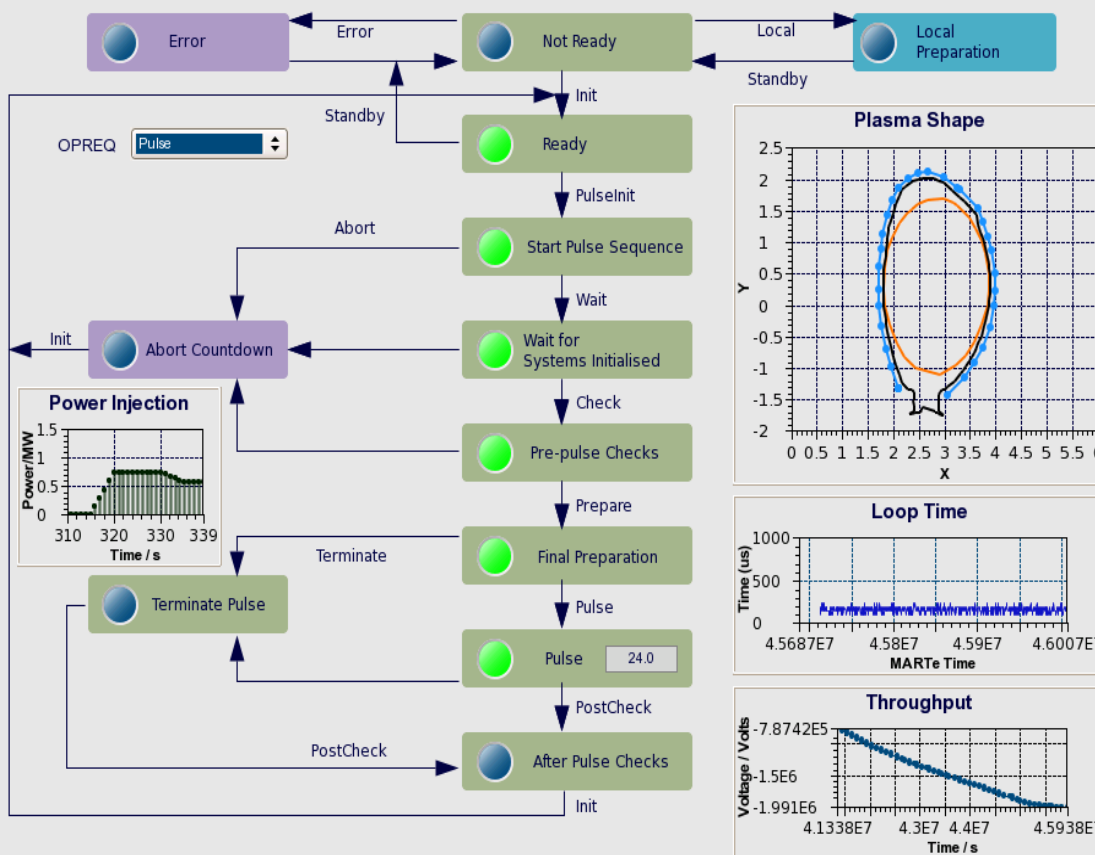 Error
Error
Not Ready
Local
Local
Preparation
Standby
Init
Standby
OPREQ
Pulse
Ready
PulseInit
Abort
Start Pulse Sequence
Wait
Init
Abort Countdown
Wait for
Systems Initialised
Check
Pre-pulse Checks
Prepare
Terminate
Final Preparation
Terminate Pulse
Pulse
Pulse
24.0
PostCheck
PostCheck
After Pulse Checks
Init
Power Injection
Power/MW
1.5
1
0.5
0
310 320 330 339
Time / s
Plasma Shape
Y
2.5
2
1.5
1
0.5
0
-0.5
-1
-1.5
-2
0 0.5 1 1.5 2 2.5 3 3.5 4 4.5 5 5.5 6
X
Loop Time
Time (us)
1000
500
0
4.5687E7 4.58E7 4.59E7 4.6007E7
MARTe Time
Throughput
Voltage / Volts
-7.8742E5
-1.5E6
-1.991E6
4.1338E7 4.3E7 4.4E7 4.5938E7
Time / s